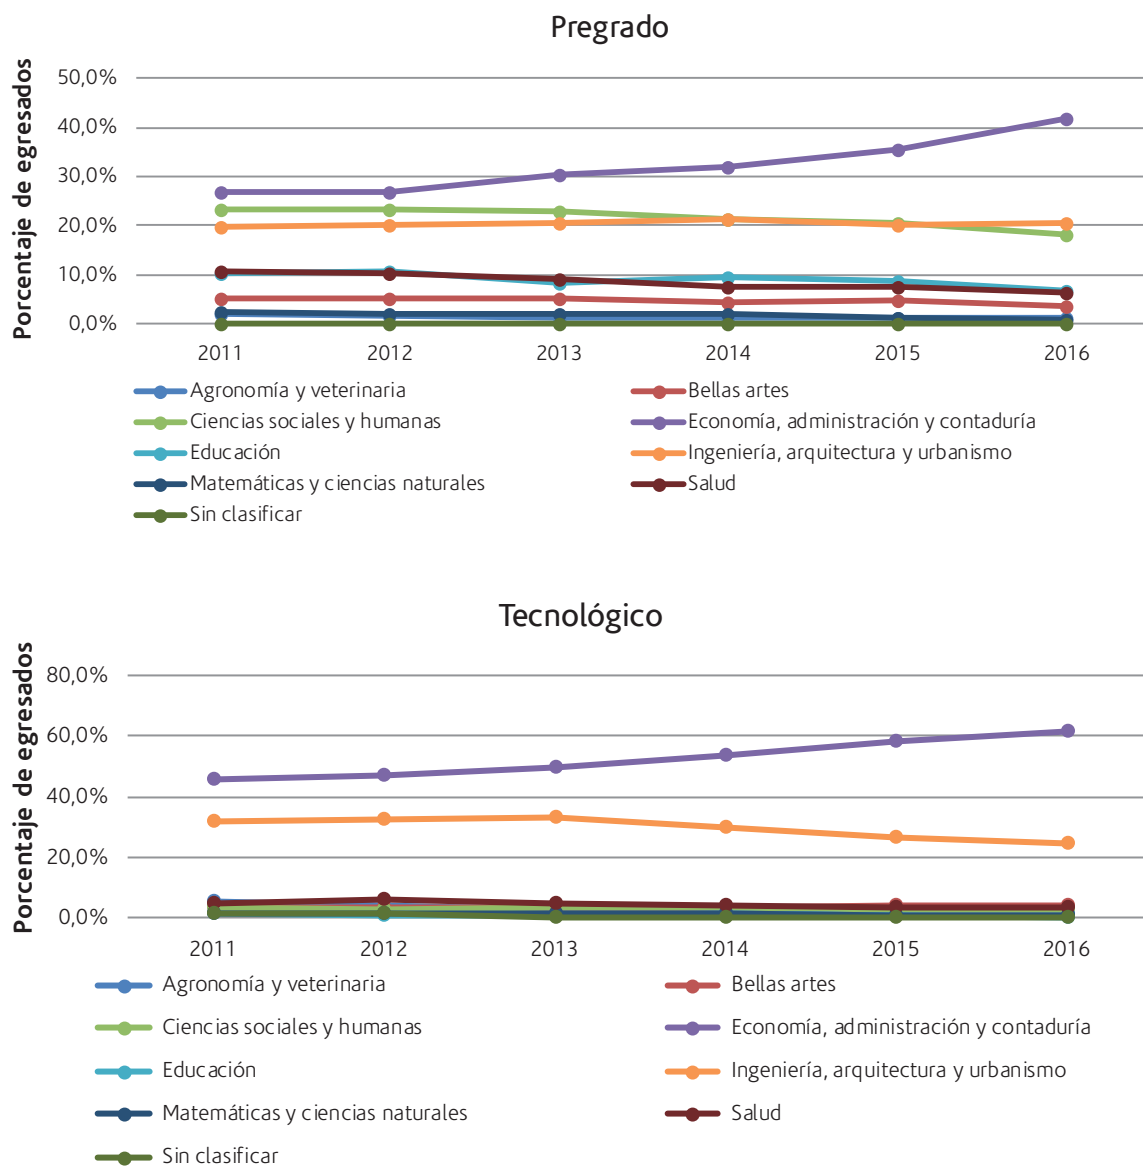 Pregrado
Porcentaje de egresados
50,0%
40,0%
30,0%
20,0%
10,0%
0,0%
2011 2012 2013 2014 2015 2016
Agronomía y veterinaria Bellas artes
Ciencias sociales y humanas Economía, administración y contaduría
Educación Ingeniería, arquitectura y urbanismo
Matemáticas y ciencias naturales Salud
Sin clasificar
Tecnológico
Porcentaje de egresados
80,0%
60,0%
40,0%
20,0%
0,0%
2011 2012 2013 2014 2015 2016
Agronomía y veterinaria Bellas artes
Ciencias sociales y humanas Economía, administración y contaduría
Educación Ingeniería, arquitectura y urbanismo
Matemáticas y ciencias naturales Salud
Sin clasificar